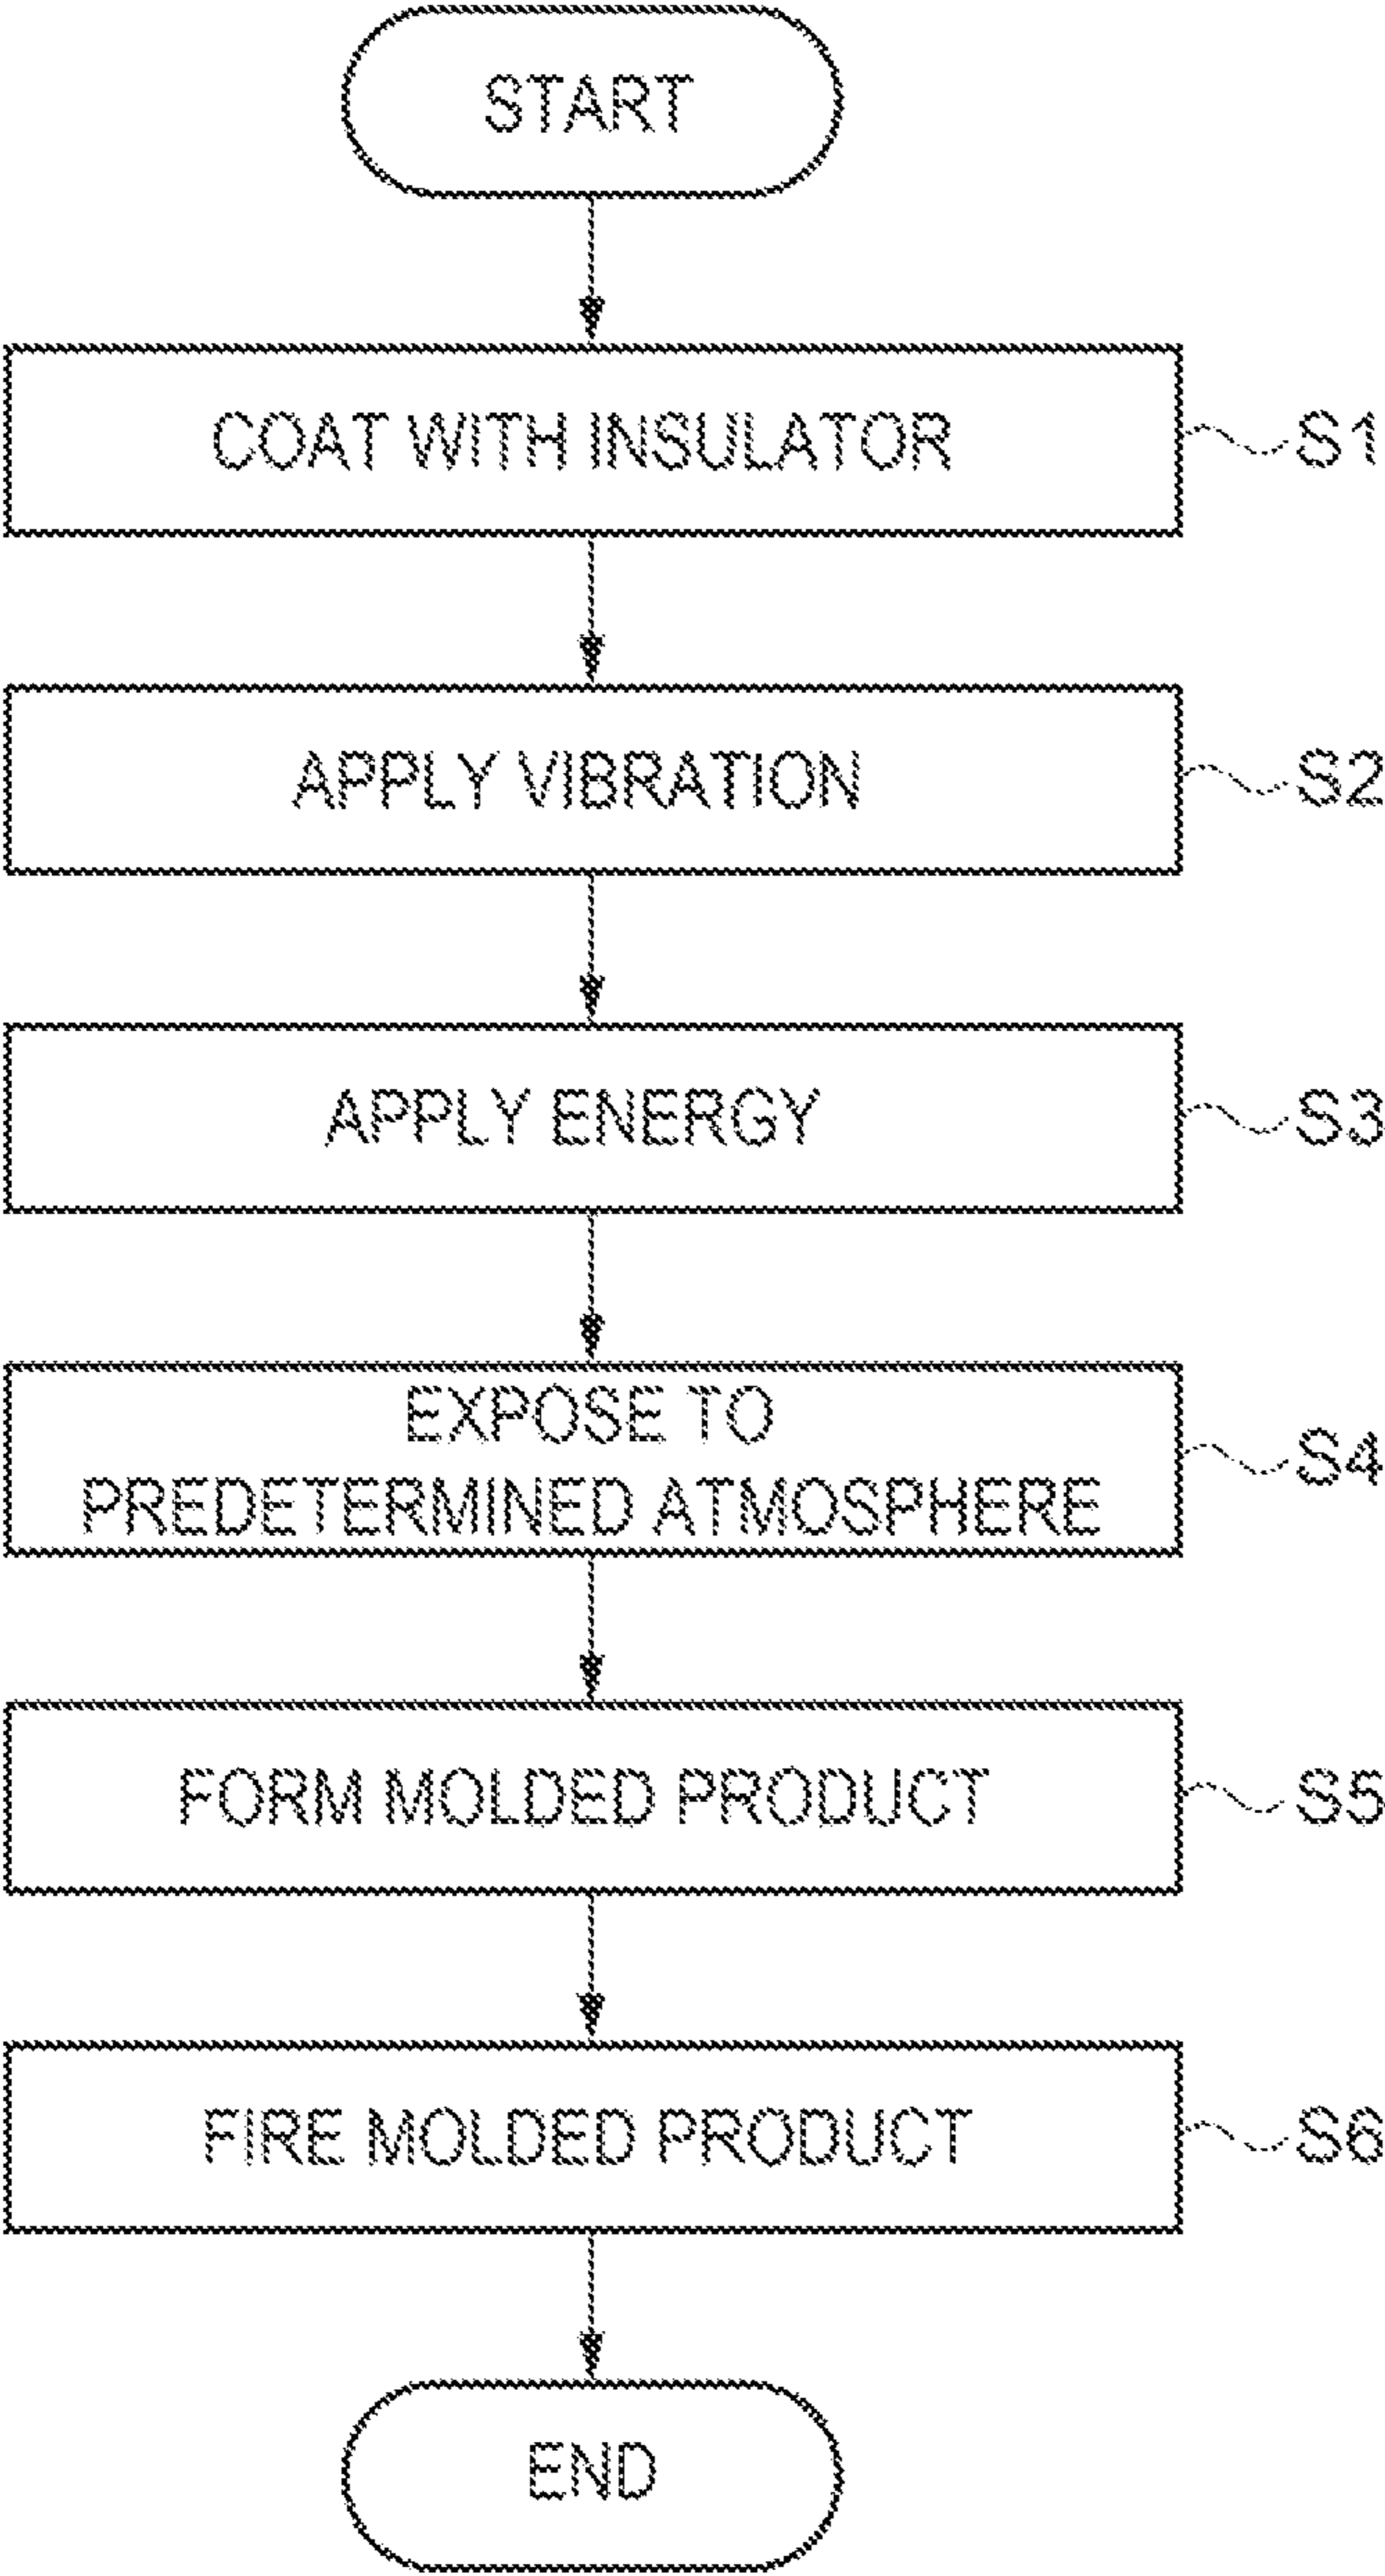 START
COAT WITH INSULATOR
S1
APPLY VIBRATION
S2
APPLY ENERGY
S3
EXPOSE TO
PREDETERMINED ATMOSPHERE
S4
FORM MOLDED PRODUCT
S5
FIRE MOLDED PRODUCT
S6
END